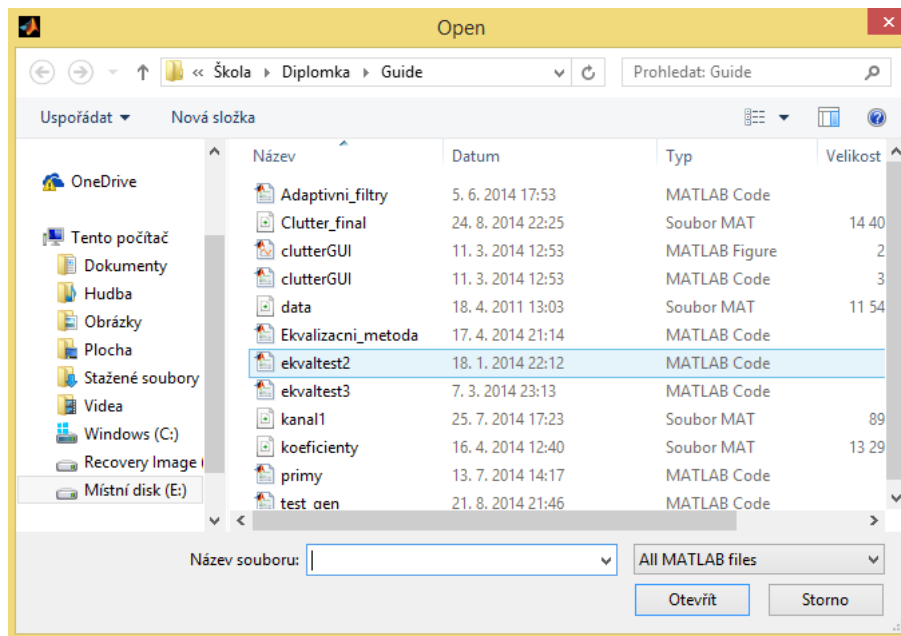 Open
« Škola Diplomka Guide
Prohledat: Guide
Uspořádat Nová složka
OneDrive
Tento počítač
Dokumenty
Hudba
Obrázky
Plocha
Stažené soubory
Videa
Windows (C:)
Recovery Image (
Místní disk (E:)
Název Datum Typ Velikost
Adaptivni_filtry 5. 6. 2014 17:53 MATLAB Code
Clutter_final 24. 8. 2014 22:25 Soubor MAT 14 40
clutterGUI 11. 3. 2014 12:53 MATLAB Figure 2
clutterGUI 11. 3. 2014 12:53 MATLAB Code 3
data 18. 4. 2011 13:03 Soubor MAT 11 54
Ekvalizacni_metoda 17. 4. 2014 21:14 MATLAB Code
ekvaltest2 18. 1. 2014 22:12 MATLAB Code
ekvaltest3 7. 3. 2014 23:13 MATLAB Code
kanal1 25. 7. 2014 17:23 Soubor MAT 89
koeficienty 16. 4. 2014 12:40 Soubor MAT 13 29
primy 13. 7. 2014 14:17 MATLAB Code
test_gen 21. 8. 2014 21:46 MATLAB Code
Název souboru:
All MATLAB files
Otevřít Storno